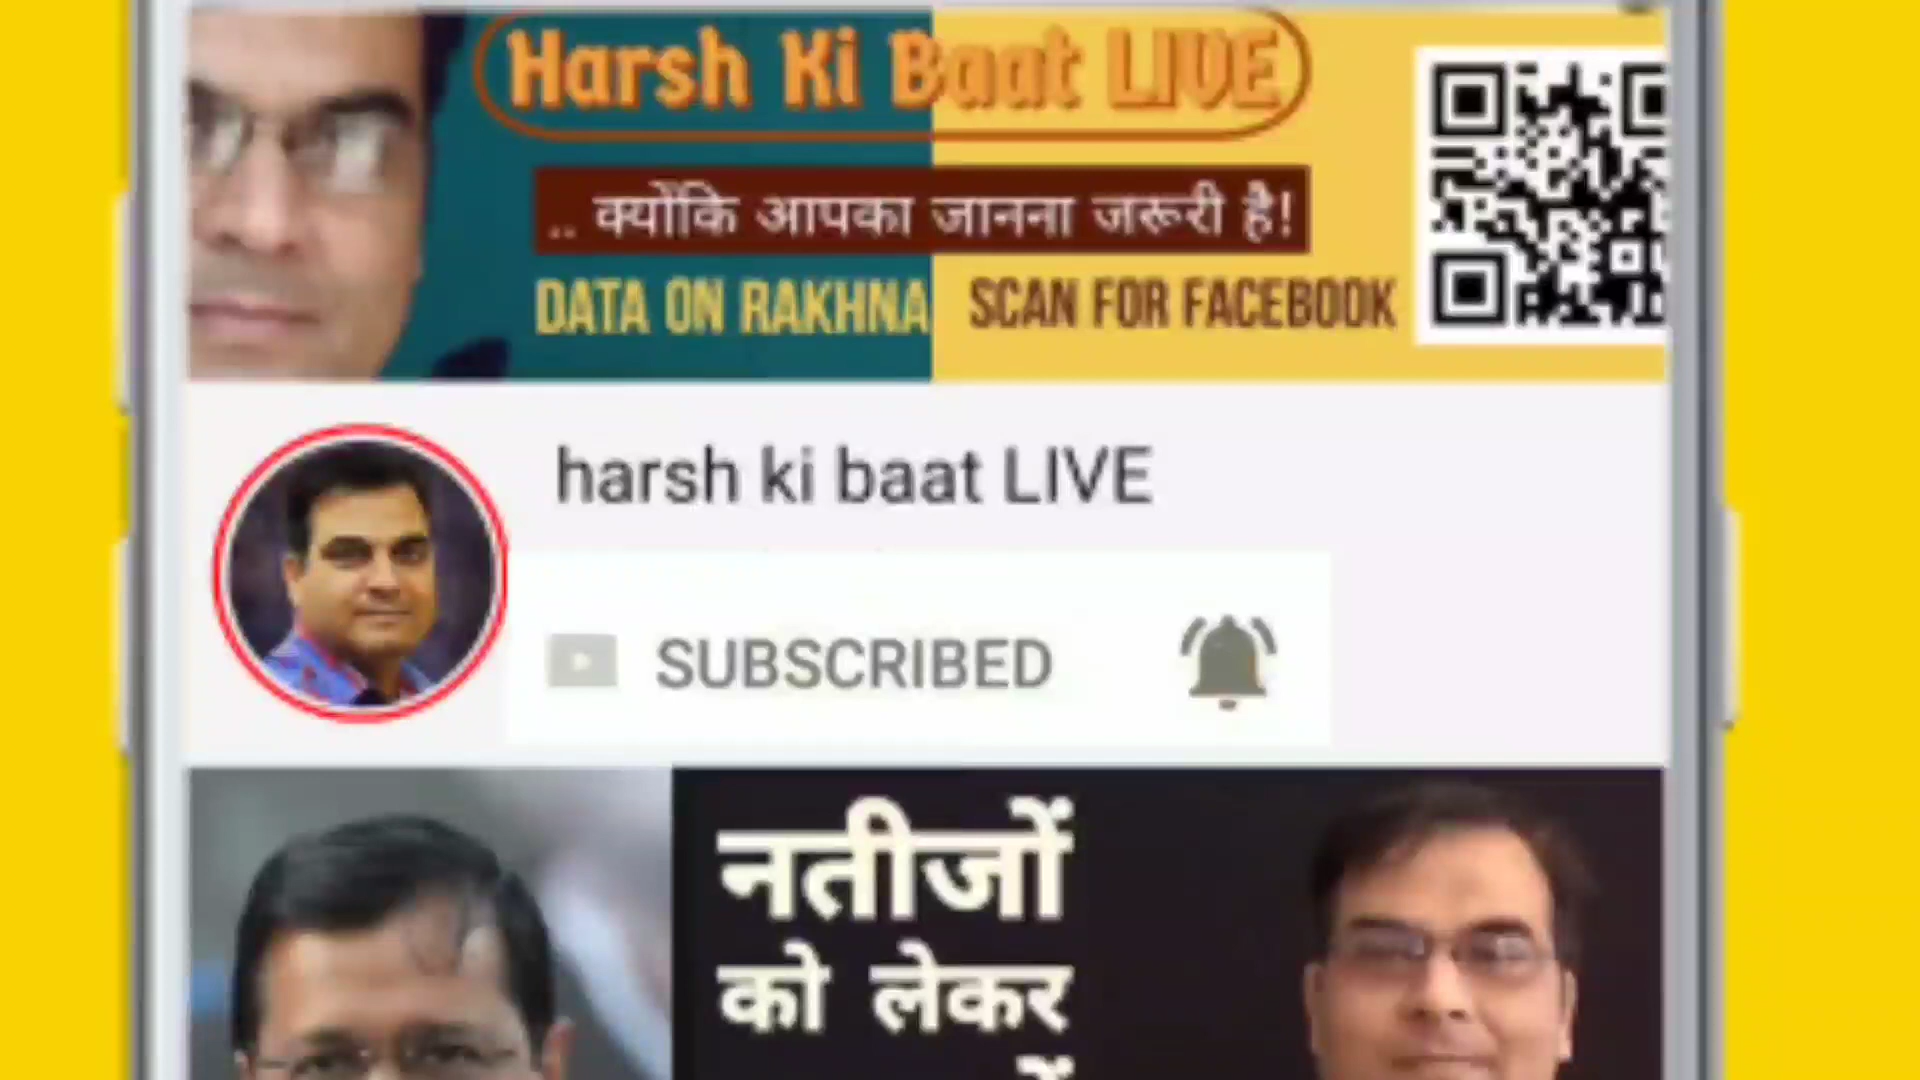 Harsh Ki Baat LIVE
.. क्योंकि आपका जानना जरूरी है!
DATA ON RAKHNA
SCAN FOR FACEBOOK
harsh ki baat LIVE
SUBSCRIBED
नतीजों
को लेकर